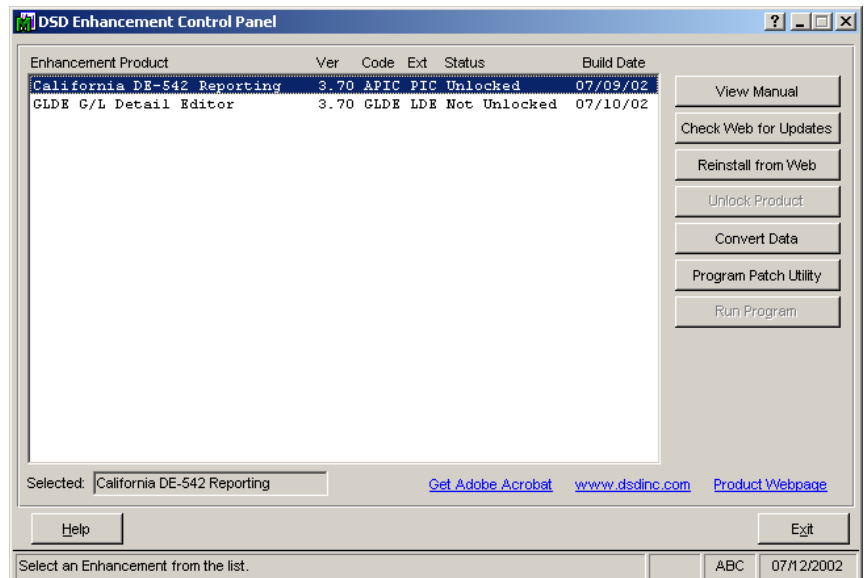 DSD Enhancement Control Panel
Enhancement Product Ver Code Ext Status Build Date
California DE-542 Reporting 3.70 APIC PIC Unlocked 07/09/02
GLDE G/L Detail Editor 3.70 GLDE LDE Not Unlocked 07/10/02
View Manual
Check Web for Updates
Reinstall from Web
Unlock Product
Convert Data
Program Patch Utility
Run Program
Selected: California DE-542 Reporting Get Adobe Acrobat www.dsdinc.com Product Webpage
Help Exit
Select an Enhancement from the list. ABC 07/12/2002